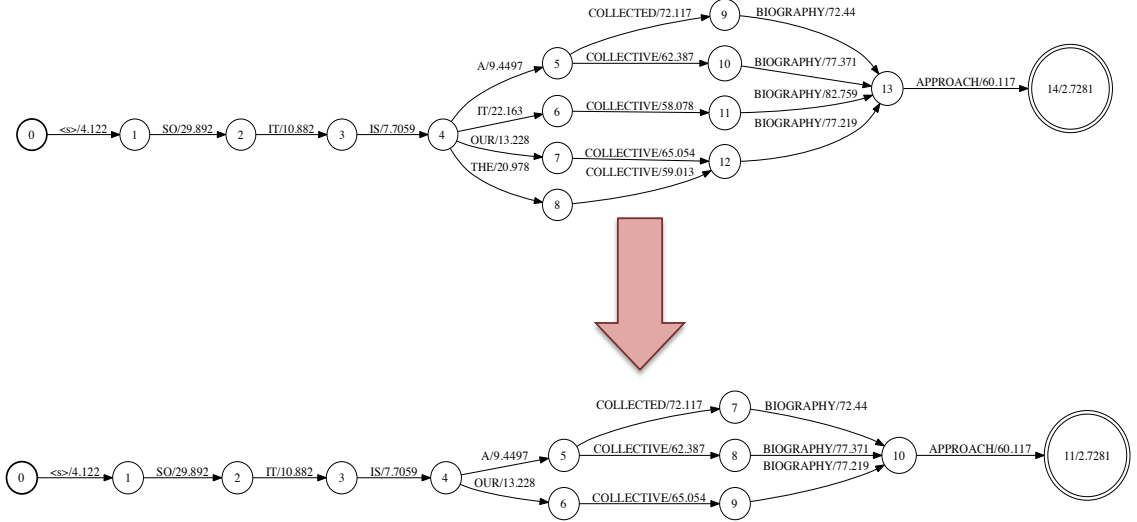 COLLECTED/72.117 9 BIOGRAPHY/72.44
A/9.4497 5 COLLECTIVE/62.387 10 BIOGRAPHY/77.371
13 APPROACH/60.117 14/2.7281
IT/22.163 6 COLLECTIVE/58.078 11 BIOGRAPHY/82.759
0 <s>/4.122 1 SO/29.892 2 IT/10.882 3 IS/7.7059 4
OUR/13.228 7 COLLECTIVE/65.054 12 BIOGRAPHY/77.219
THE/20.978 8 COLLECTIVE/59.013
COLLECTED/72.117 7 BIOGRAPHY/72.44
A/9.4497 5 COLLECTIVE/62.387 8 BIOGRAPHY/77.371 10 APPROACH/60.117 11/2.7281
0 <s>/4.122 1 SO/29.892 2 IT/10.882 3 IS/7.7059 4
OUR/13.228 6 COLLECTIVE/65.054 9 BIOGRAPHY/77.219